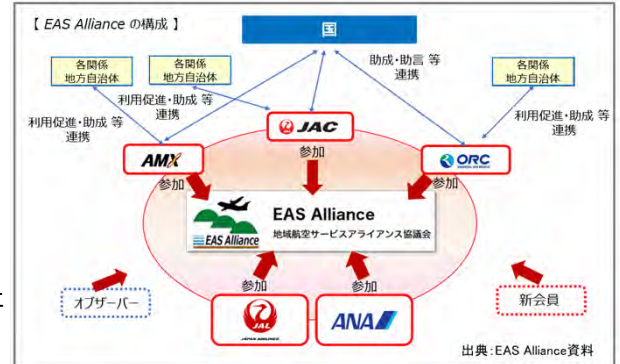 【 EAS Alliance の構成 】
国
各関係
地方自治体
各関係
地方自治体
助成・助言 等
連携
各関係
地方自治体
利用促進・助成 等
連携
利用促進・助成 等
連携
利用促進・助成 等
連携
JAC
AMX
ORC
参加
参加
参加
EAS Alliance
地域航空サービスアライアンス協議会
EAS Alliance
参加
参加
オブザーバー
新会員
JAL
JAPAN AIRLINES
ANA
出典:EAS Alliance資料